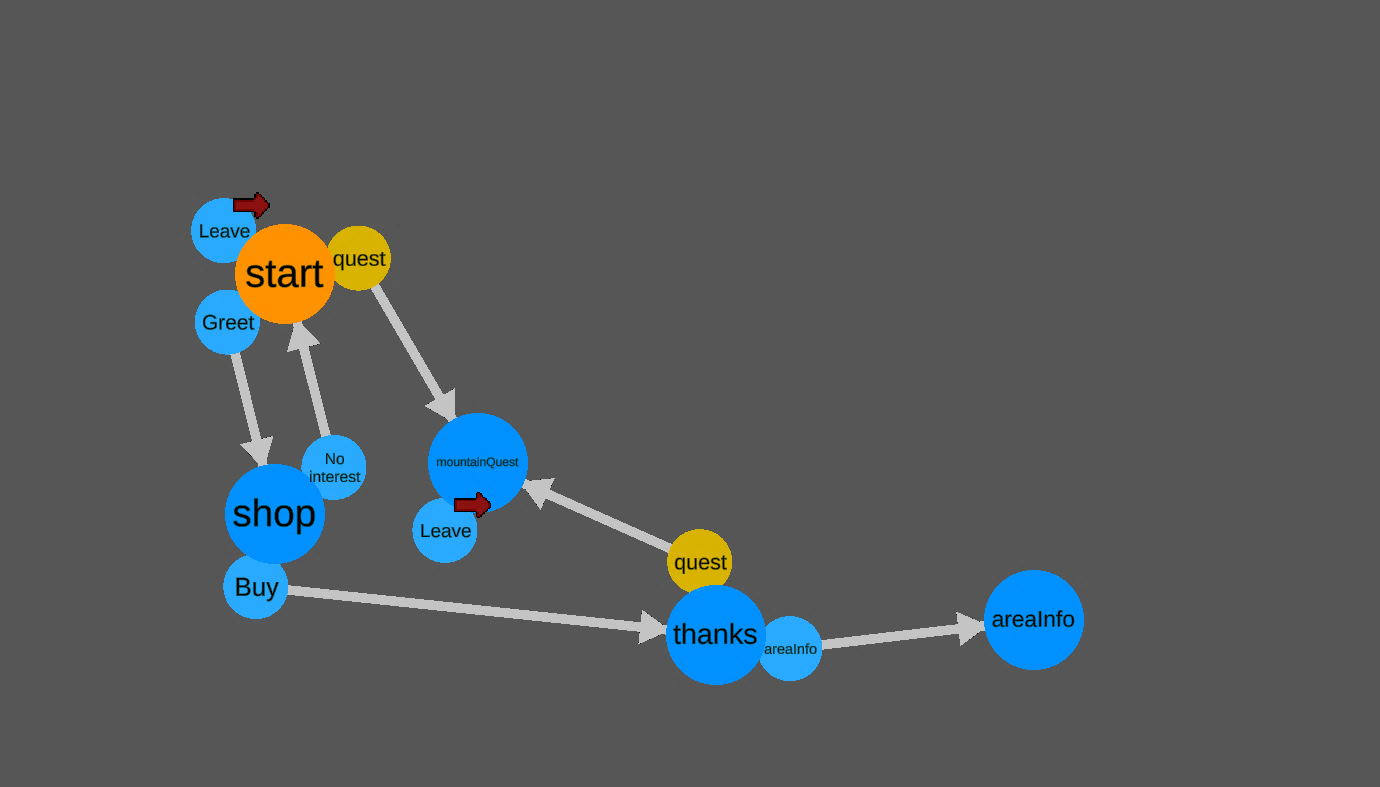 Leave
start
quest
Greet
mountainQuest
No
interest
shop
Leave
quest
Buy
thanks
areaInfo
areaInfo